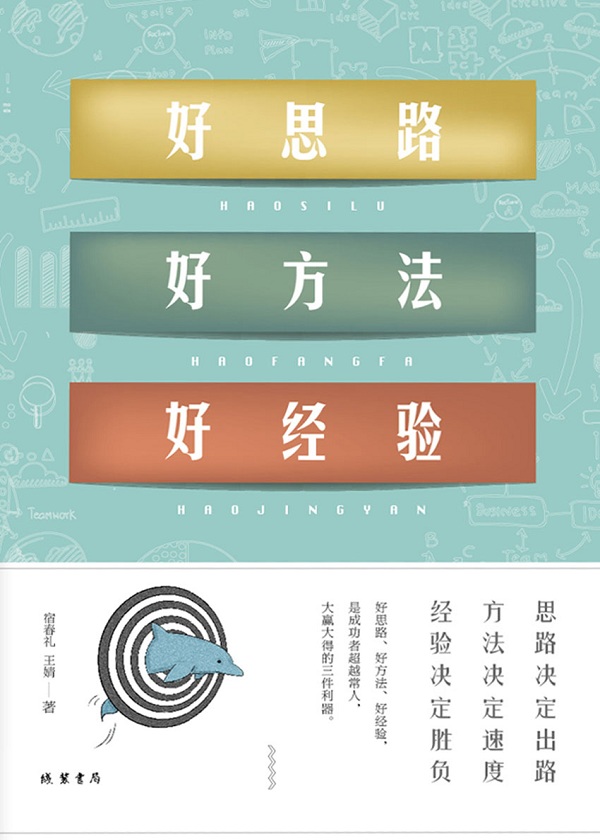 好思路
HAOSILU
好方法
HAOFANGFA
好经验
HAOJINGYAN
Teamwork
Business
思路决定出路
方法决定速度
经验决定胜负
好思路、好方法、好经验,
是成功者超越常人,
大赢大得的三件利器。
宿春礼 王婧——著
线装书局